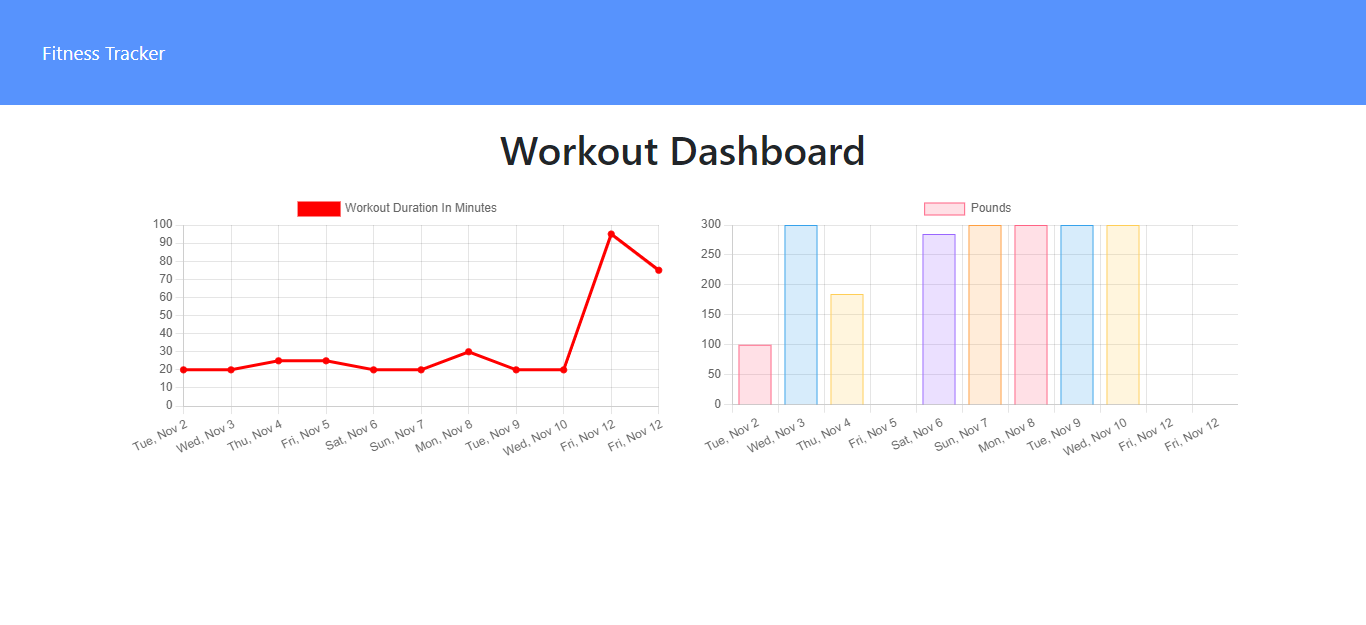 Fitness Tracker
Workout Dashboard
Workout Duration In Minutes
100
90
80
70
60
50
40
30
20
10
0
Tue, Nov 2
Wed, Nov 3
Thu, Nov 4
Fri, Nov 5
Sat, Nov 6
Sun, Nov 7
Mon, Nov 8
Tue, Nov 9
Wed, Nov 10
Fri, Nov 12
Fri, Nov 12
Pounds
300
250
200
150
100
50
0
Tue, Nov 2
Wed, Nov 3
Thu, Nov 4
Fri, Nov 5
Sat, Nov 6
Sun, Nov 7
Mon, Nov 8
Tue, Nov 9
Wed, Nov 10
Fri, Nov 12
Fri, Nov 12